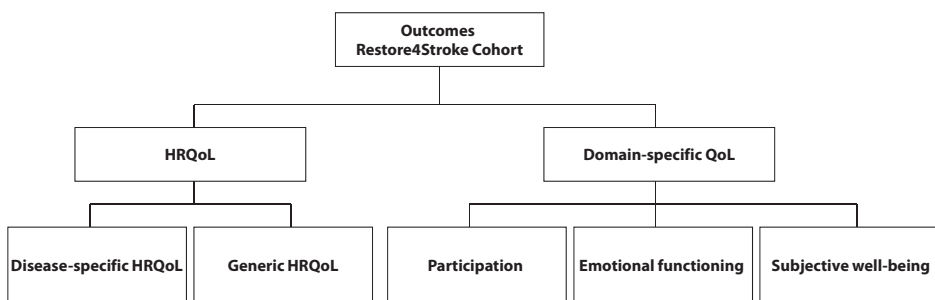 Outcomes
Restore4Stroke Cohort
HRQoL
Domain-specific QoL
Disease-specific HRQoL
Generic HRQoL
Participation
Emotional functioning
Subjective well-being